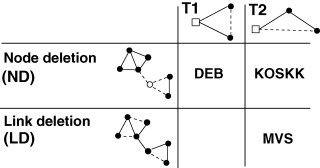 T1 T2
Node deletion
(ND)
DEB KOSKK
Link deletion
(LD)
MVS